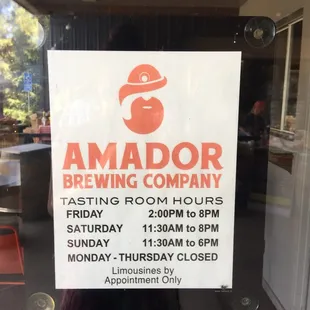 AMADOR
BREWING COMPANY
TASTING ROOM HOURS
FRIDAY 2:00PM to 8PM
SATURDAY 11:30AM to 8PM
SUNDAY 11:30AM to 6PM
MONDAY - THURSDAY CLOSED
Limousines by
Appointment Only